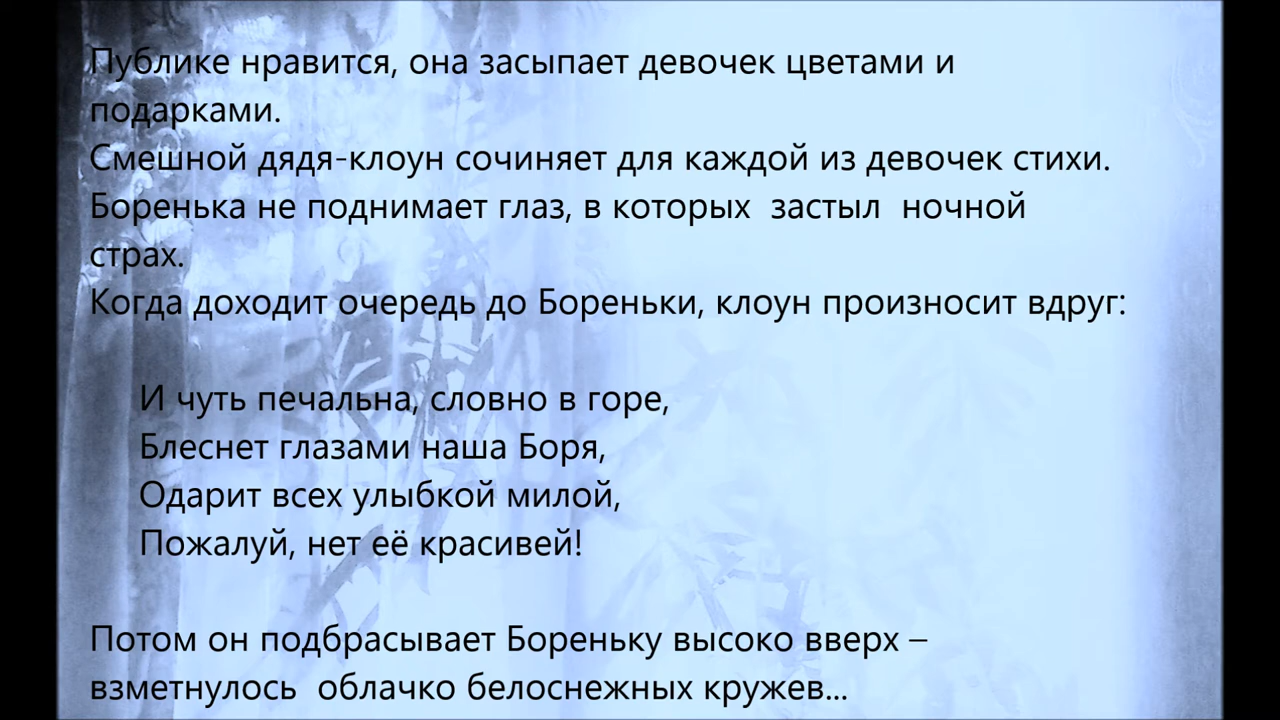 Публике нравится, она засыпает девочек цветами и
подарками.
Смешной дядя-клоун сочиняет для каждой из девочек стихи.
Боренька не поднимает глаз, в которых  застыл  ночной
страх.
Когда доходит очередь до Бореньки, клоун произносит вдруг:
И чуть печальна, словно в горе,
Блеснет глазами наша Боря,
Одарит всех улыбкой милой,
Пожалуй, нет её красивей!
Потом он подбрасывает Бореньку высоко вверх –
взметнулось  облачко белоснежных кружев...